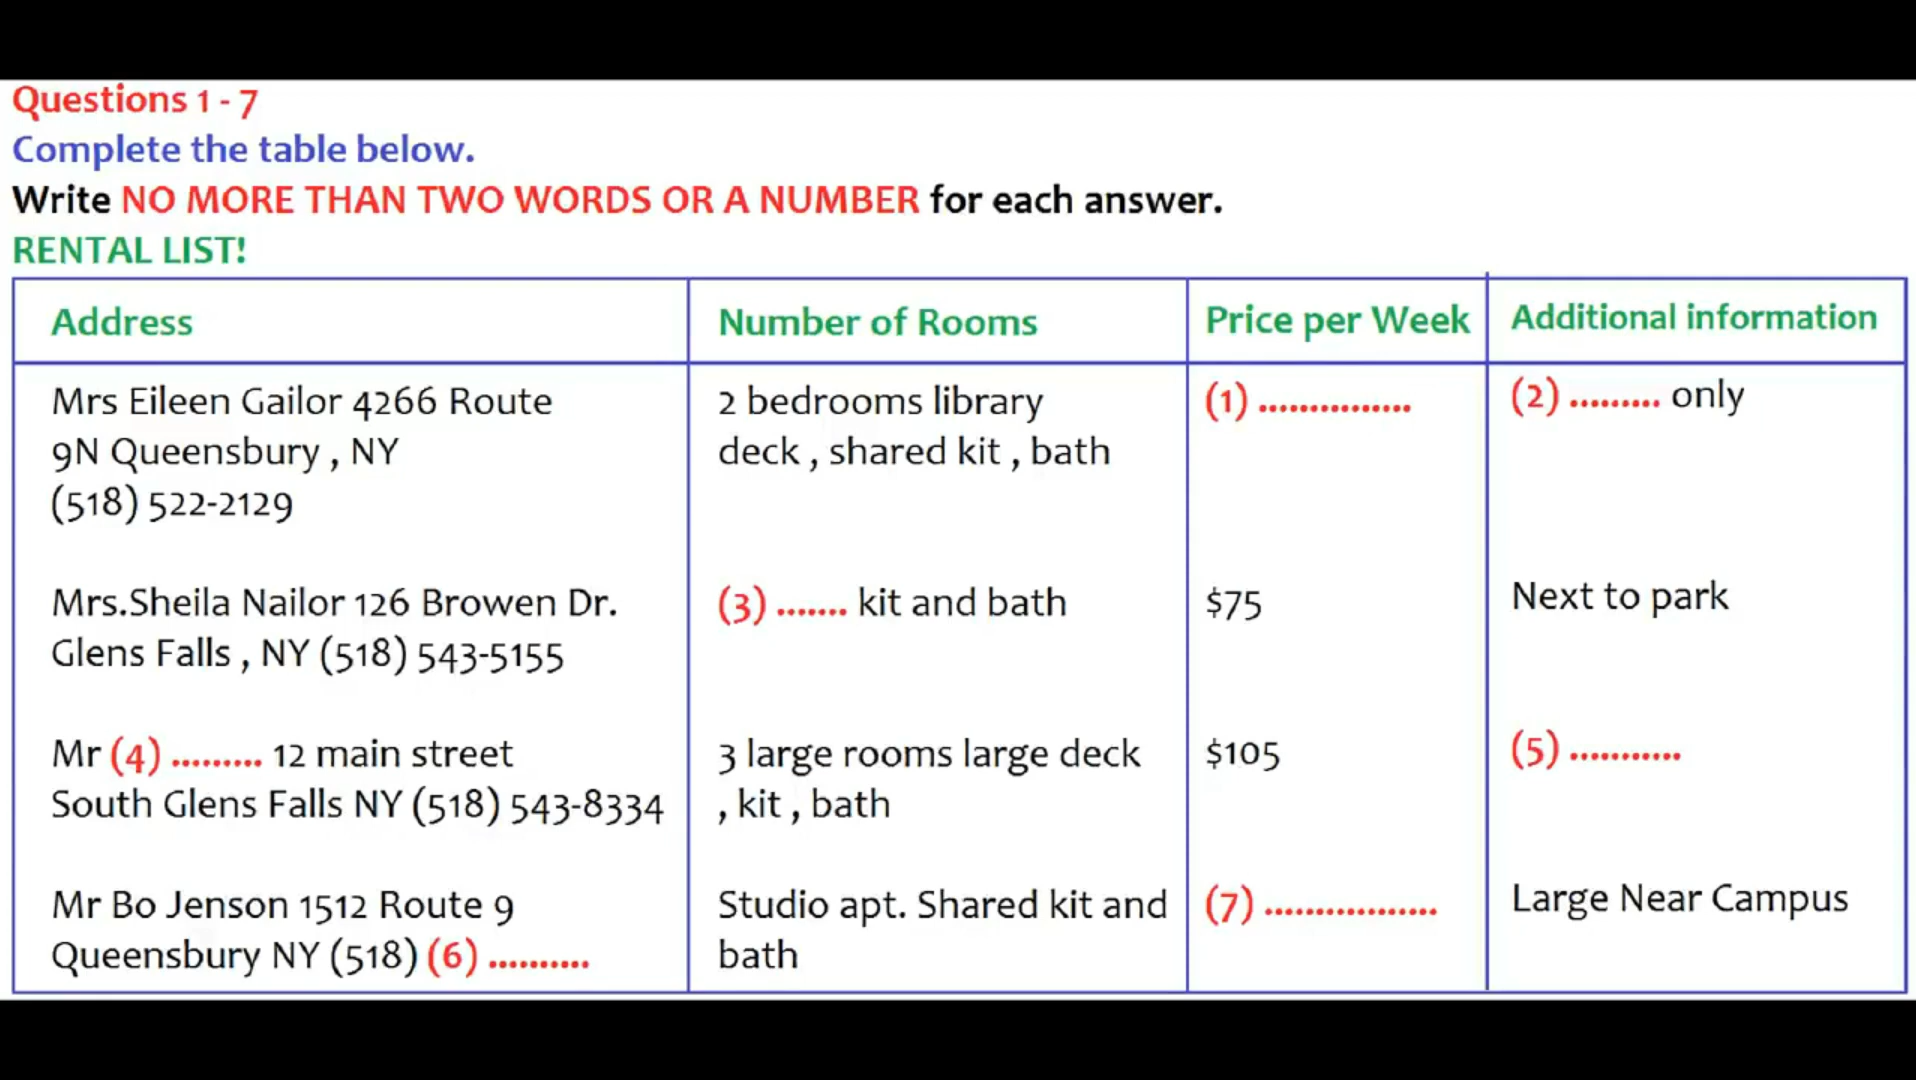 Questions 1 - 7
Complete the table below.
Write NO MORE THAN TWO WORDS OR A NUMBER for each answer.
RENTAL LIST!
Address
Number of Rooms
Price per Week
Additional information
Mrs Eileen Gailor 4266 Route
9N Queensbury , NY
(518) 522-2129
2 bedrooms library
deck , shared kit , bath
(1) ...............
(2) ......... only
Mrs.Sheila Nailor 126 Browen Dr.
Glens Falls , NY (518) 543-5155
(3) ....... kit and bath
$75
Next to park
Mr (4) ......... 12 main street
South Glens Falls NY (518) 543-8334
3 large rooms large deck
, kit , bath
$105
(5) ...........
Mr Bo Jenson 1512 Route 9
Queensbury NY (518) (6) ..........
Studio apt. Shared kit and
bath
(7) .................
Large Near Campus